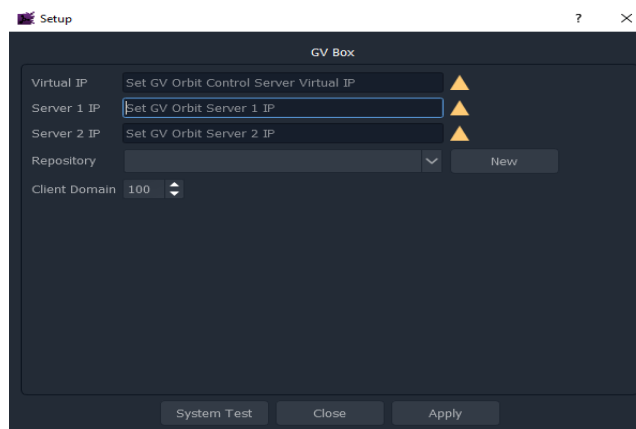 Setup ? ×
GV Box
Virtual IP Set GV Orbit Control Server Virtual IP
Server 1 IP Set GV Orbit Server 1 IP
Server 2 IP Set GV Orbit Server 2 IP
Repository New
Client Domain 100
System Test Close Apply